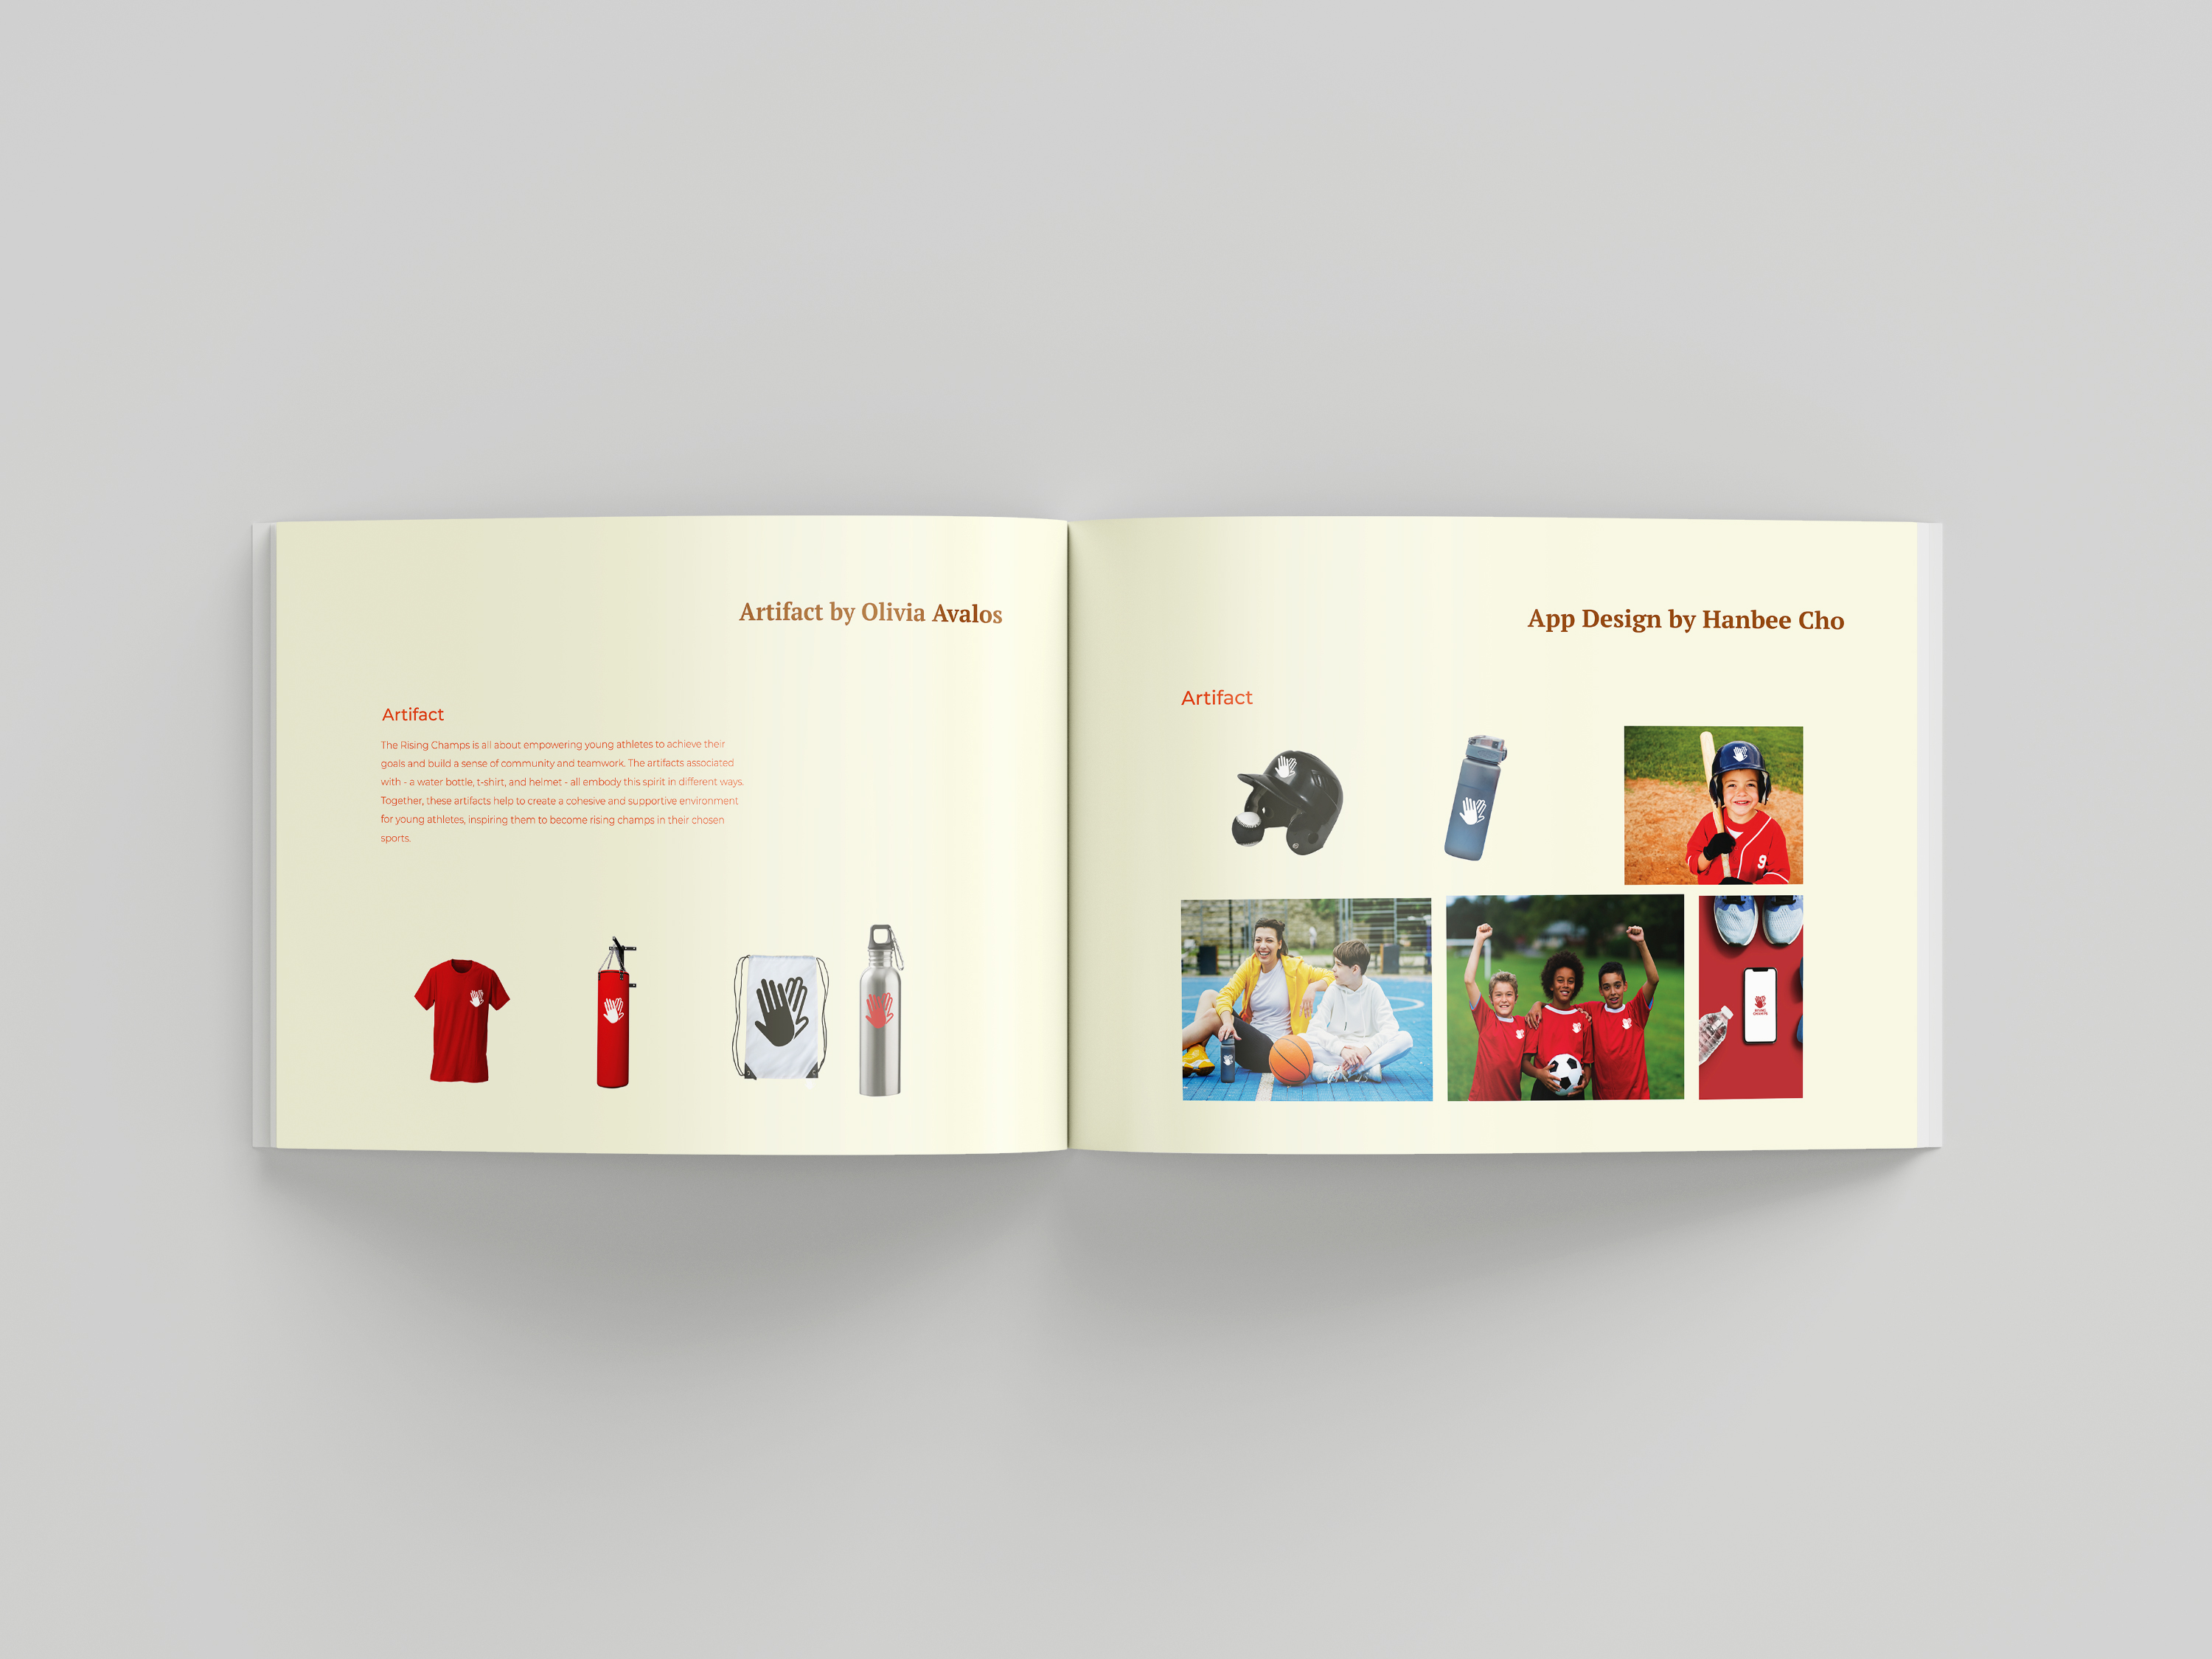 Artifact by Olivia Avalos
Artifact
The Rising Champs is all about empowering young athletes to achieve their
goals and build a sense of community and teamwork. The artifacts associated
with - a water bottle, t-shirt, and helmet - all embody this spirit in different ways.
Together, these artifacts help to create a cohesive and supportive environment
for young athletes, inspiring them to become rising champs in their chosen
sports.
App Design by Hanbee Cho
Artifact
9
RISING
CHAMPS